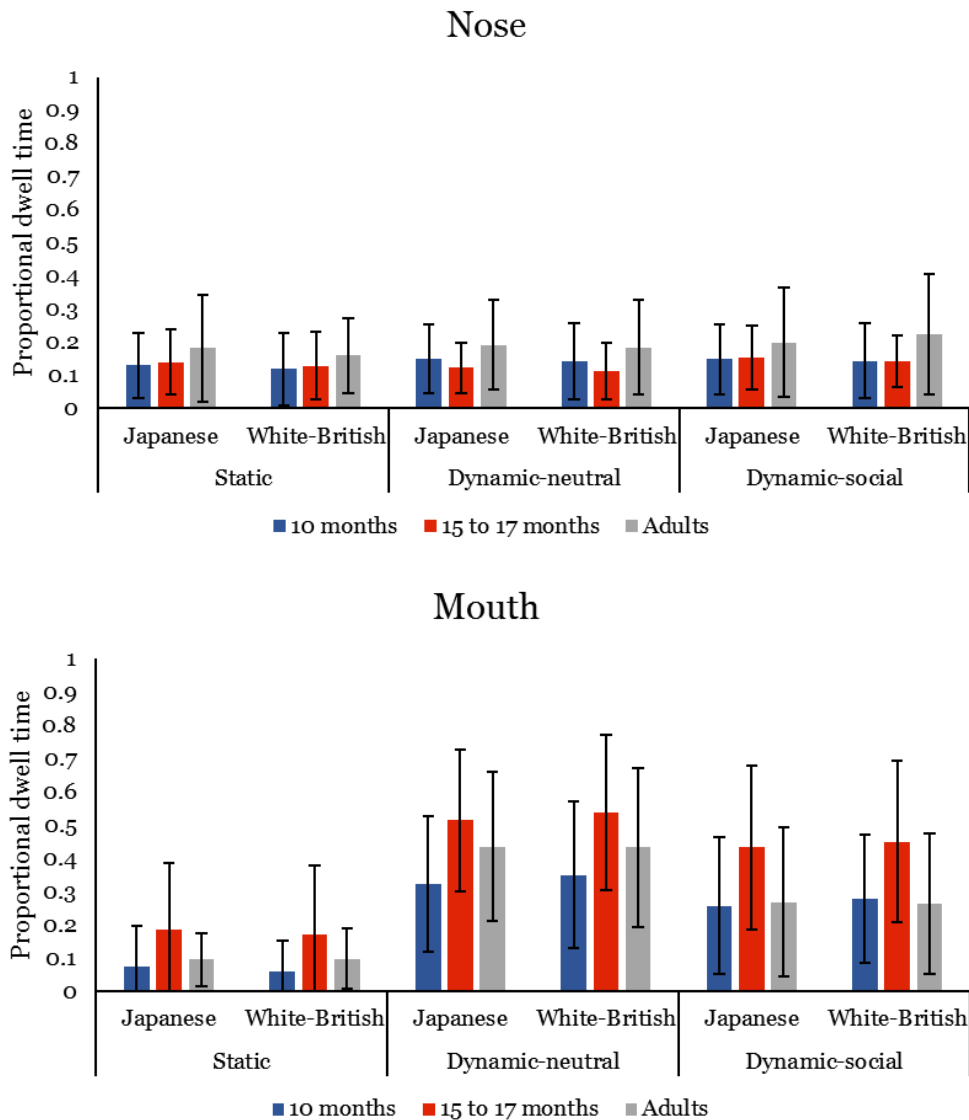 Nose
Proportional dwell time
1
0.9
0.8
0.7
0.6
0.5
0.4
0.3
0.2
0.1
0
Japanese White-British Japanese White-British Japanese White-British
Static Dynamic-neutral Dynamic-social
10 months 15 to 17 months Adults
Mouth
Proportional dwell time
1
0.9
0.8
0.7
0.6
0.5
0.4
0.3
0.2
0.1
0
Japanese White-British Japanese White-British Japanese White-British
Static Dynamic-neutral Dynamic-social
10 months 15 to 17 months Adults